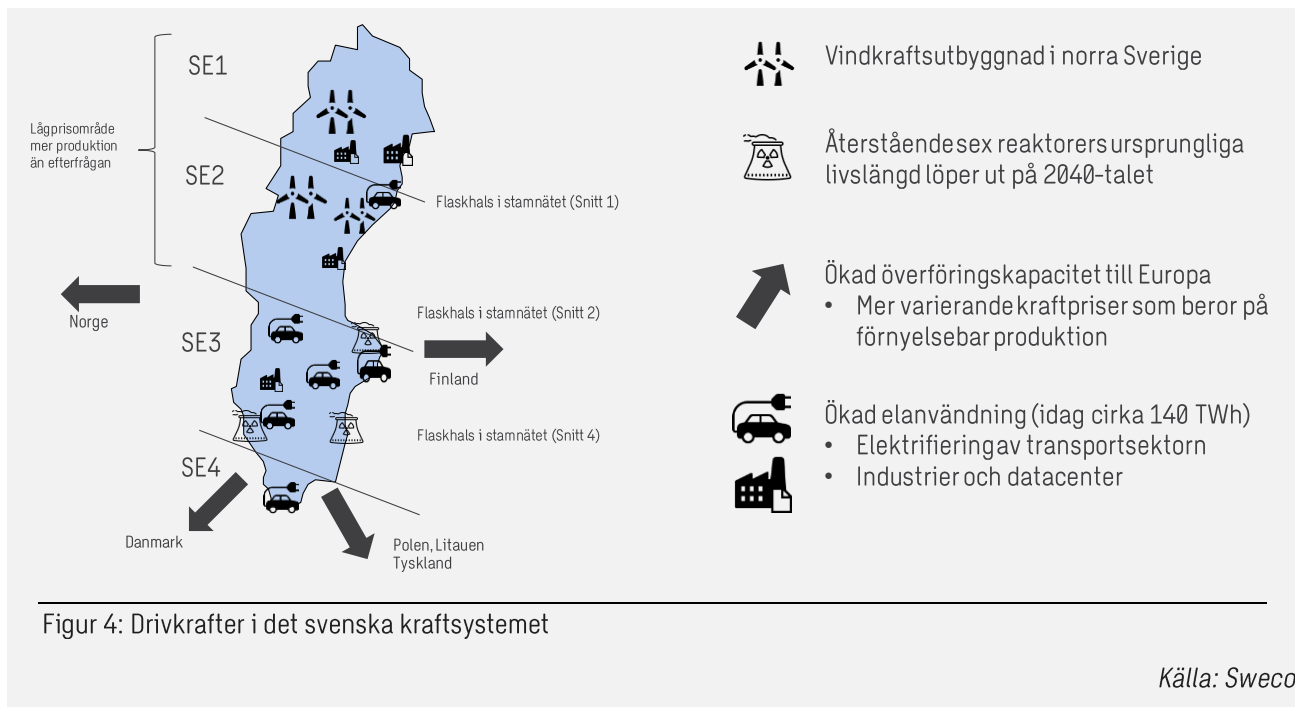 SE1
Lågprisområde
mer produktion
än efterfrågan
SE2
Flaskhals i stamnätet (Snitt 1)
Norge
SE3
Flaskhals i stamnätet (Snitt 2)
Finland
Flaskhals i stamnätet (Snitt 4)
SE4
Danmark
Polen, Litauen
Tyskland
Vindkraftsutbyggnad i norra Sverige
Återstående sex reaktorers ursprungliga
livslängd löper ut på 2040-talet
Ökad överföringskapacitet till Europa
• Mer varierande kraftpriser som beror på
förnyelsebar produktion
Ökad elanvändning (idag cirka 140 TWh)
• Elektrifiering av transportsektorn
• Industrier och datacenter
Figur 4: Drivkrafter i det svenska kraftsystemet
Källa: Sweco